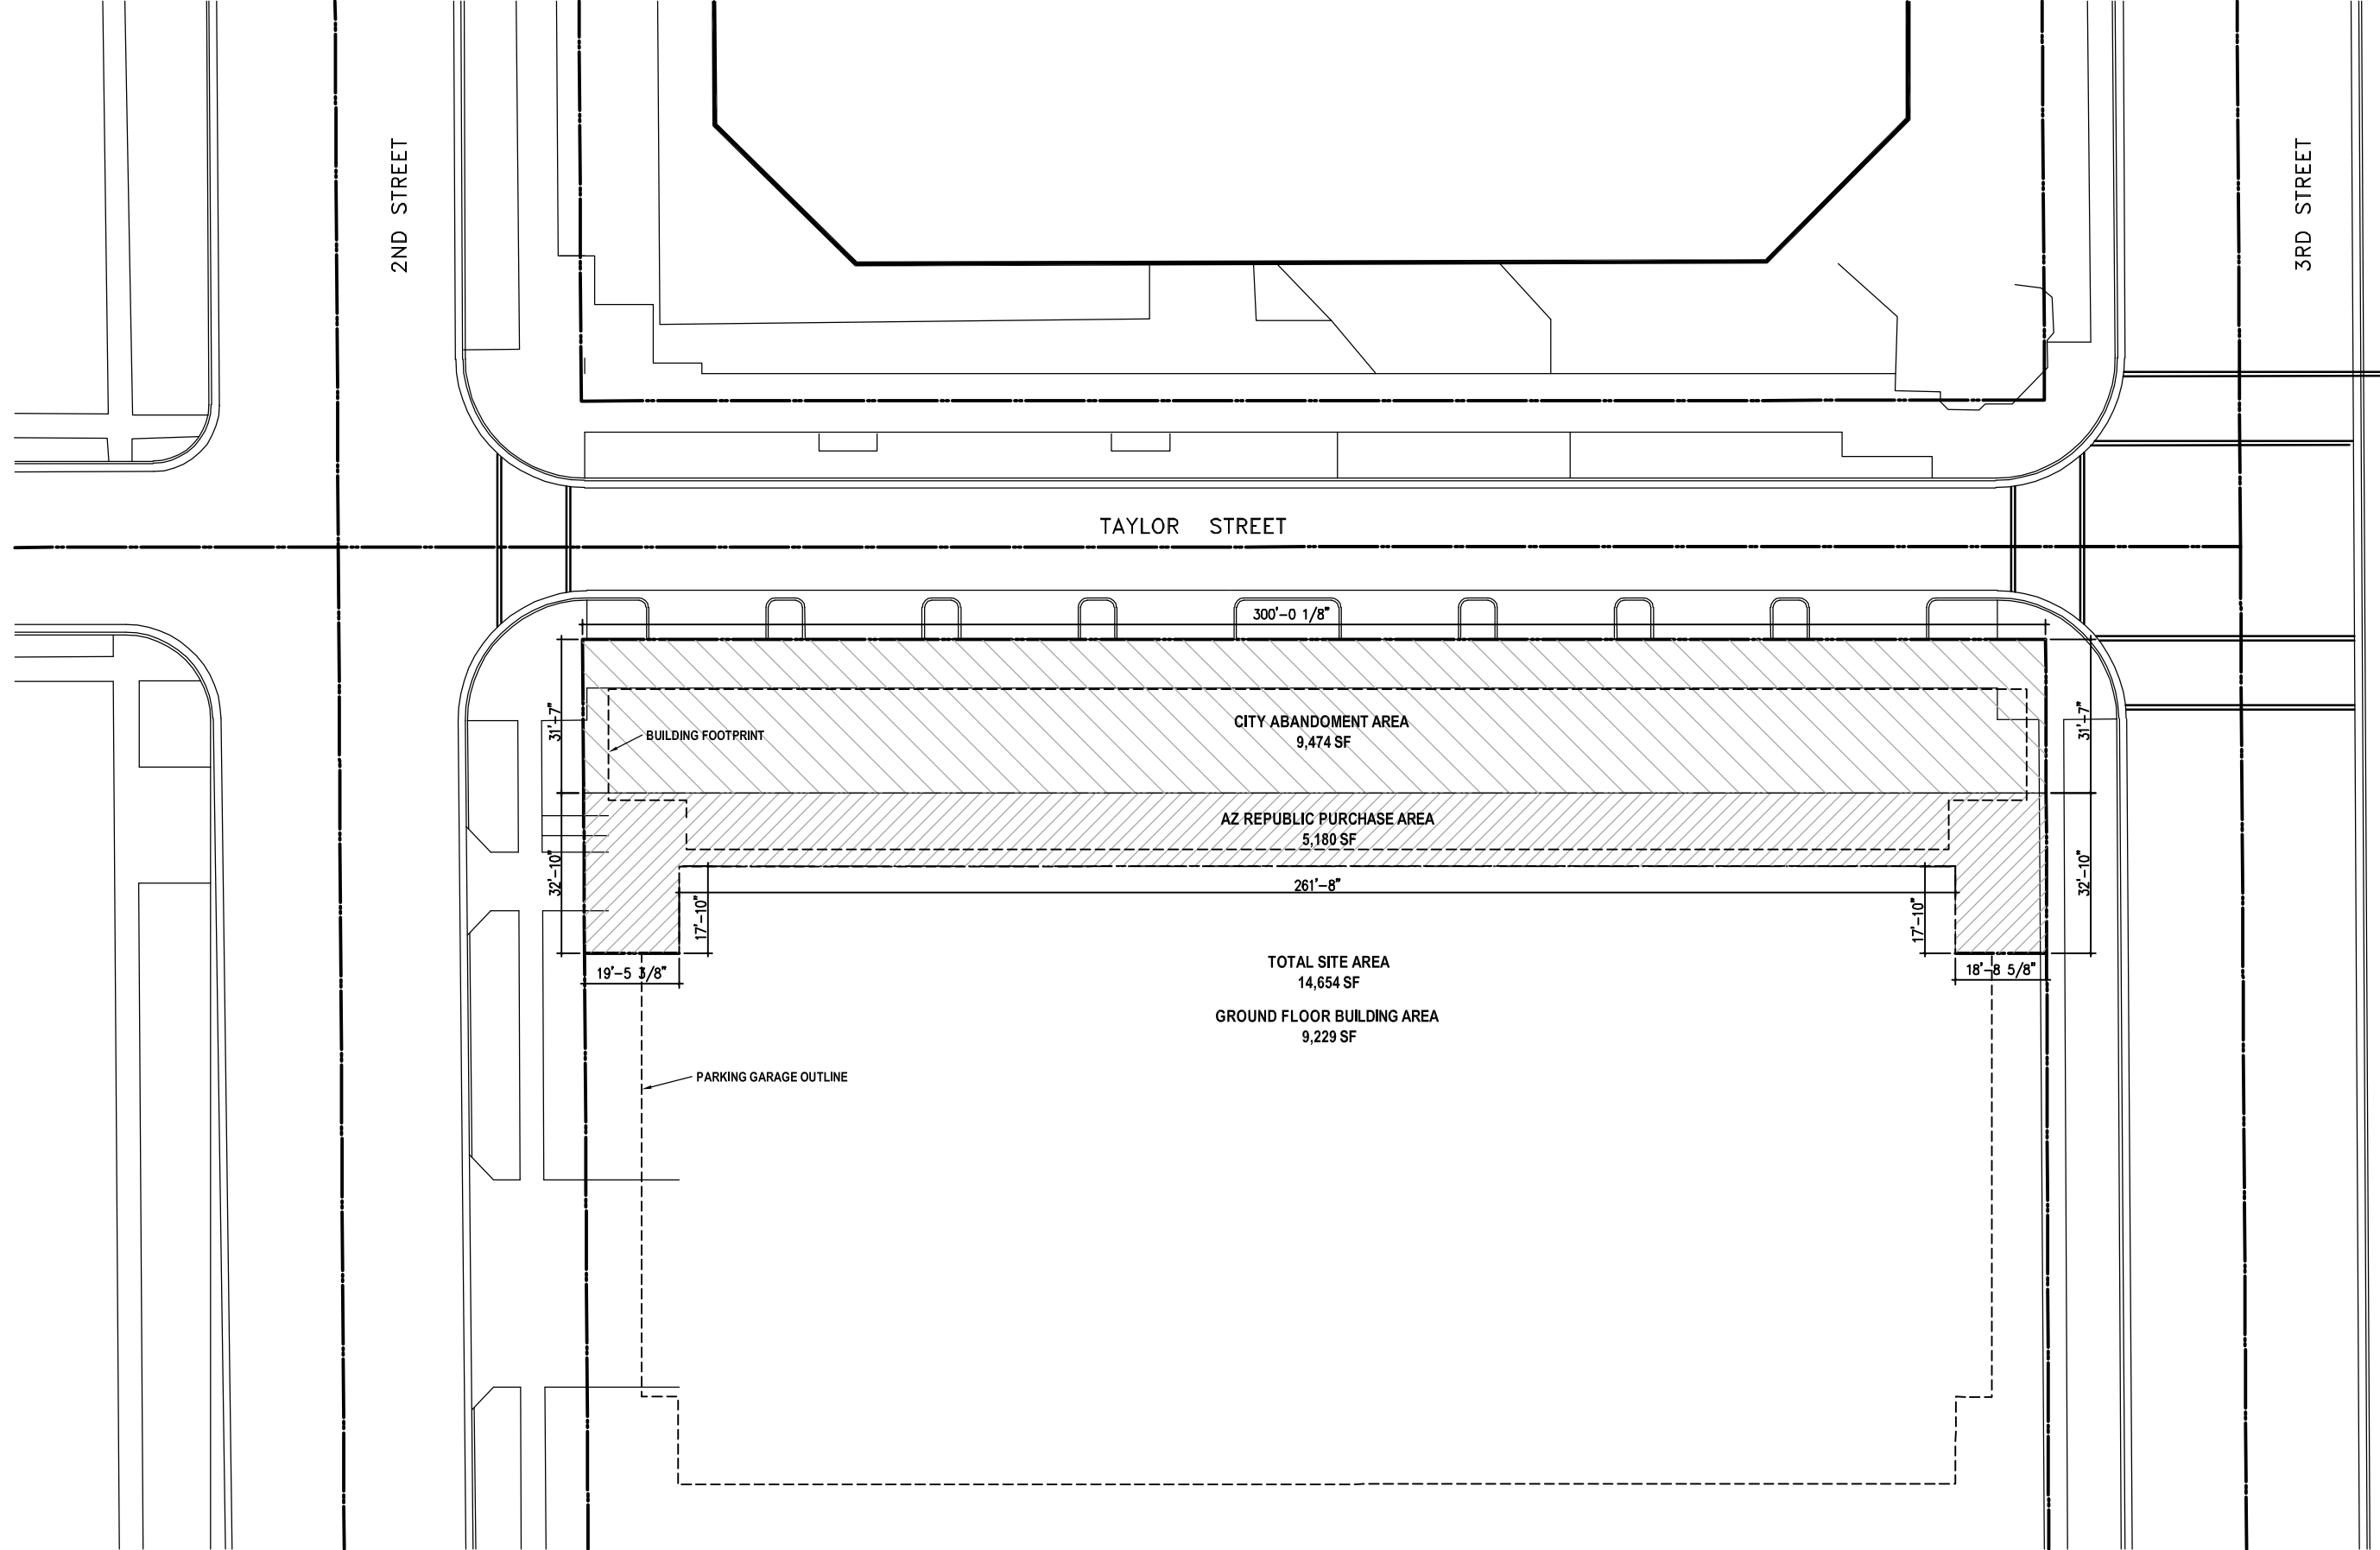 2ND STREET
3RD STREET
TAYLOR STREET
300'-0 1/8"
31'-7"
BUILDING FOOTPRINT
CITY ABANDOMENT AREA
9,474 SF
31'-7"
32'-10"
AZ REPUBLIC PURCHASE AREA
5,180 SF
32'-10"
261'-8"
17'-10"
17'-10"
19'-5 3/8"
18'-8 5/8"
TOTAL SITE AREA
14,654 SF
GROUND FLOOR BUILDING AREA
9,229 SF
PARKING GARAGE OUTLINE